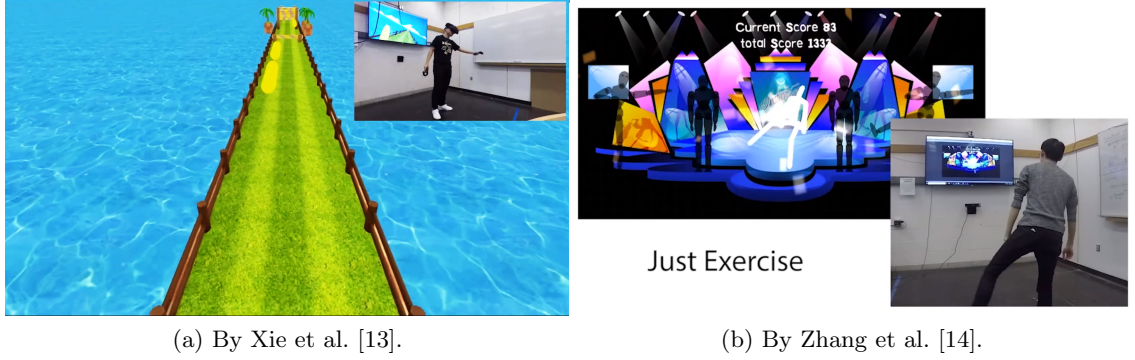 Current Score 83
total Score 1332
Just Exercise
(a) By Xie et al. [13].
(b) By Zhang et al. [14].